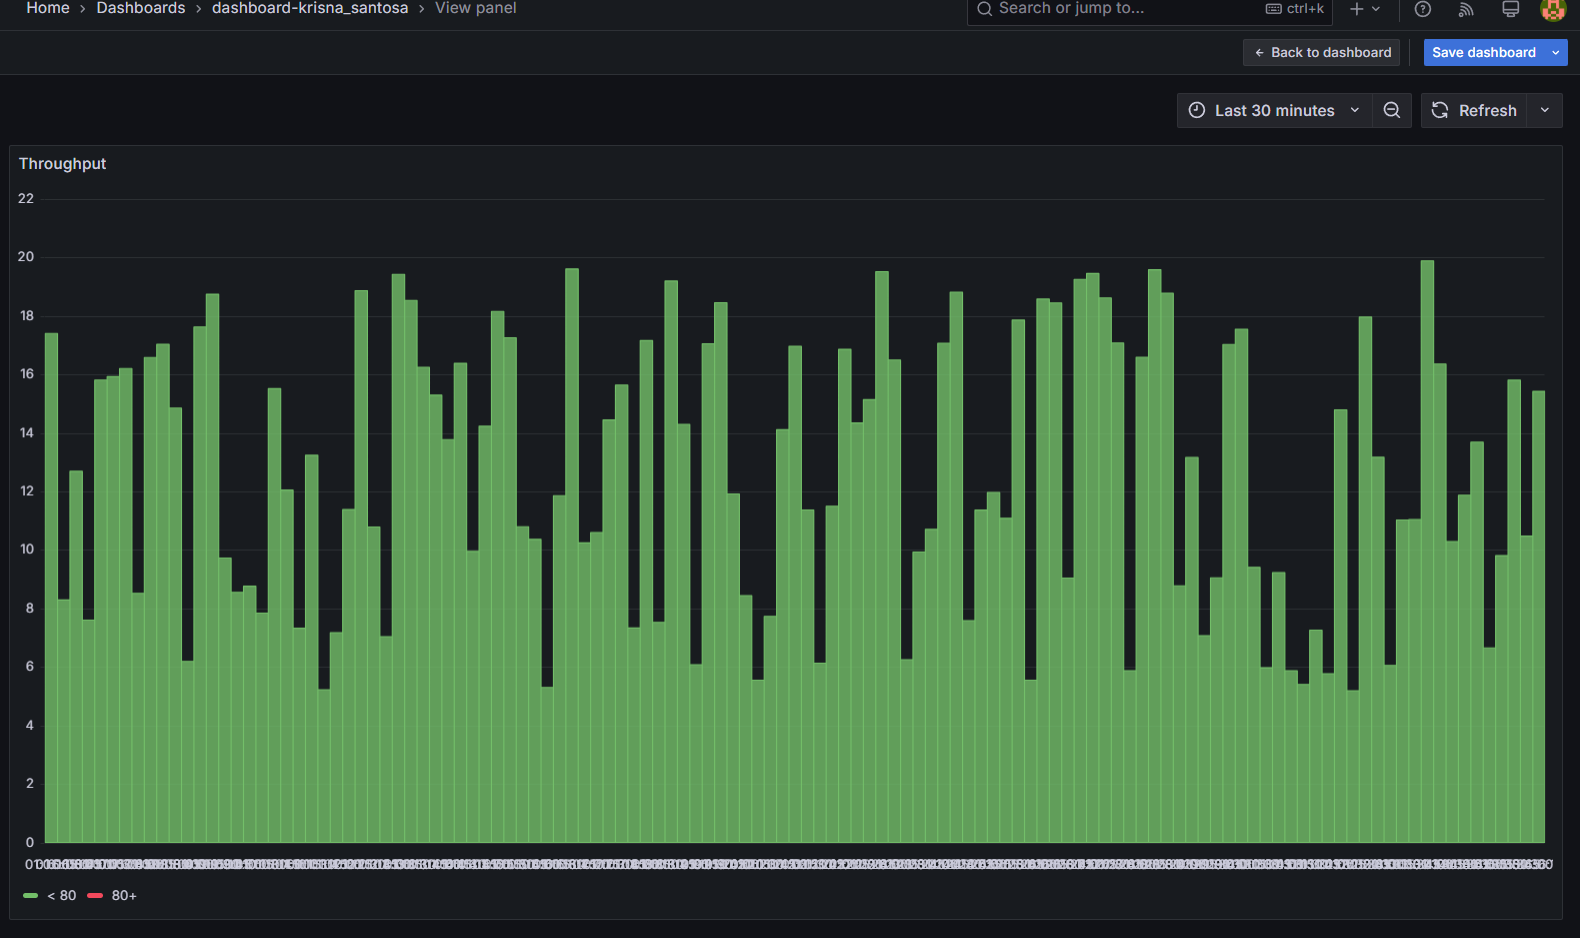 Home › Dashboards › dashboard-krisna_santosa › View panel
Search or jump to... ctrl+k
← Back to dashboard
Save dashboard
Last 30 minutes
Refresh
Throughput
22
20
18
16
14
12
10
8
6
4
2
0
< 80 80+